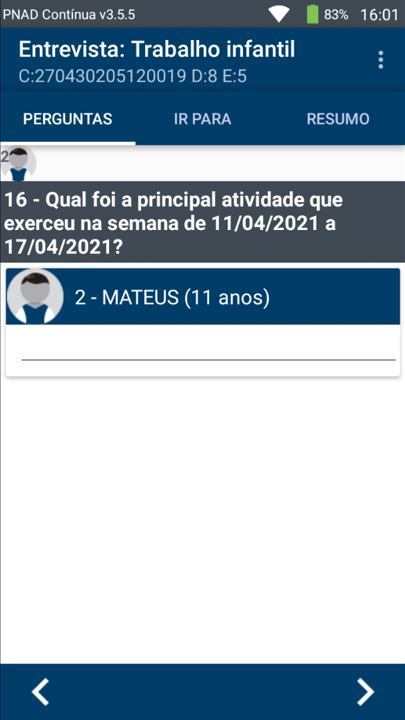 PNAD Contínua v3.5.5 83% 16:01
Entrevista: Trabalho infantil
C:270430205120019 D:8 E:5
PERGUNTAS IR PARA RESUMO
2
16 - Qual foi a principal atividade que
exerceu na semana de 11/04/2021 a
17/04/2021?
2 - MATEUS (11 anos)